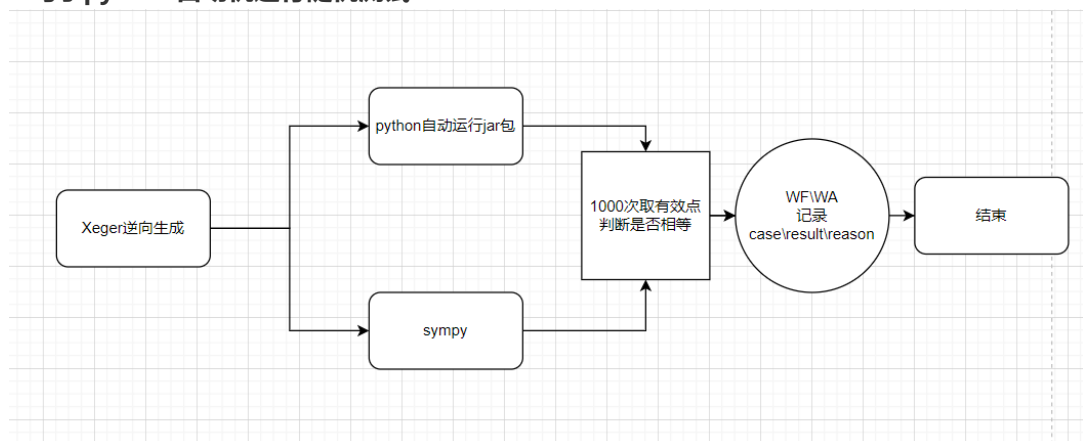 python自动运行jar包
Xeger逆向生成
1000次取有效点
判断是否相等
WF\WA
记录
case\result\reason
结束
sympy